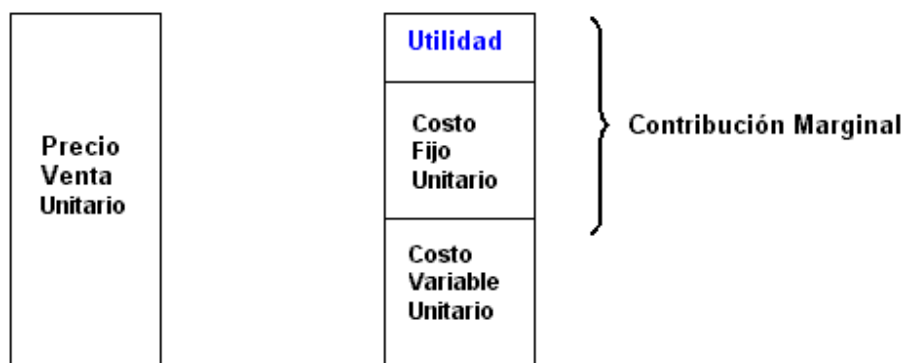 Precio
Venta
Unitario
Utilidad
Costo
Fijo
Unitario
Costo
Variable
Unitario
Contribución Marginal